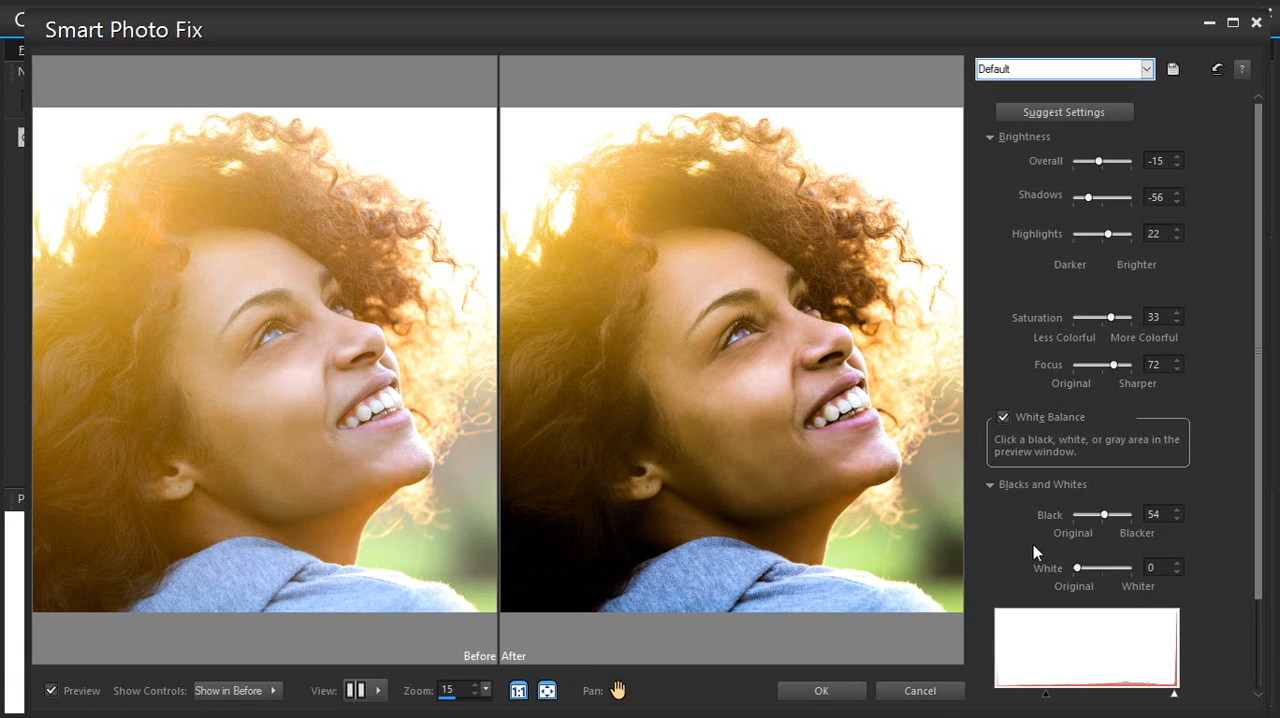 Smart Photo Fix
Default
?
Suggest Settings
Brightness
Overall -15
Shadows -56
Highlights 22
Darker Brighter
Saturation 33
Less Colorful More Colorful
Focus 72
Original Sharper
White Balance
Click a black, white, or gray area in the
preview window.
Blacks and Whites
Black 54
Original Blacker
White 0
Original Whiter
Before After
Preview Show Controls: Show in Before View: Zoom: 15 1:1 Pan: OK Cancel